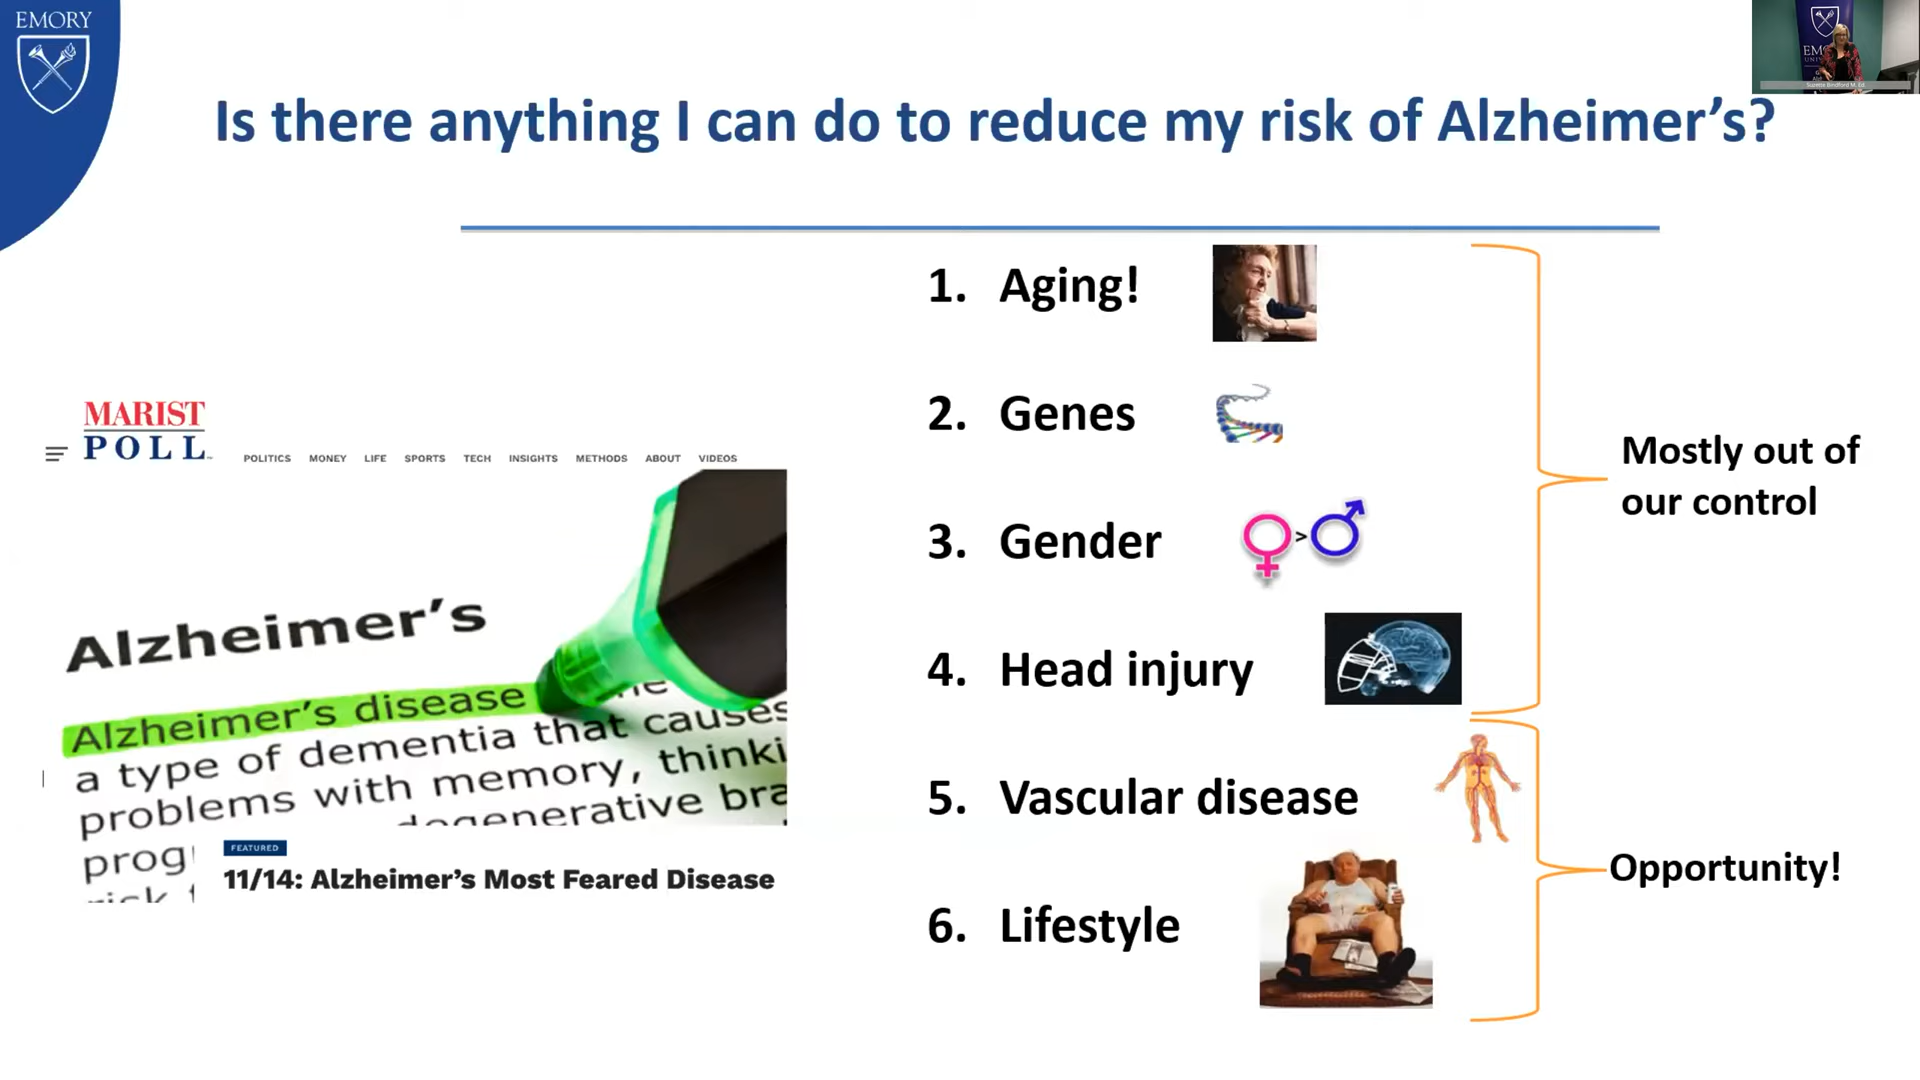 EMORY
Is there anything I can do to reduce my risk of Alzheimer's?
1. Aging!
2. Genes
3. Gender
>
4. Head injury
5. Vascular disease
6. Lifestyle
Mostly out of
our control
Opportunity!
MARIST
POLL
POLITICS MONEY LIFE SPORTS TECH INSIGHTS METHODS ABOUT VIDEOS
Alzheimer's
Alzheimer's disease
a type of dementia that causes
problems with memory, thinki
degenerative bra
prog
FEATURED
11/14: Alzheimer's Most Feared Disease